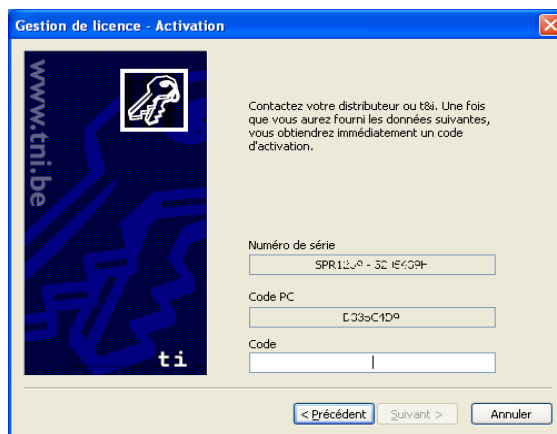 Gestion de licence - Activation
www.tni.be
Contactez votre distributeur ou t&i. Une fois
que vous aurez fourni les données suivantes,
vous obtiendrez immédiatement un code
d'activation.
Numéro de série
Code PC
Code
ti
< Précédent
Suivant >
Annuler